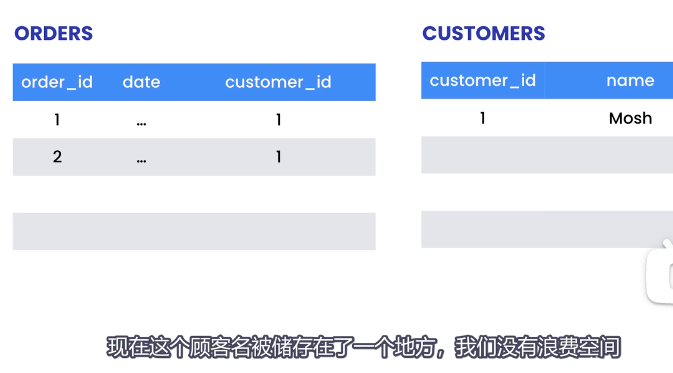 ORDERS
order_id date customer_id
1 ... 1
2 ... 1
CUSTOMERS
customer_id name
1 Mosh
现在这个顾客名被储存在了一个地方，我们没有浪费空间